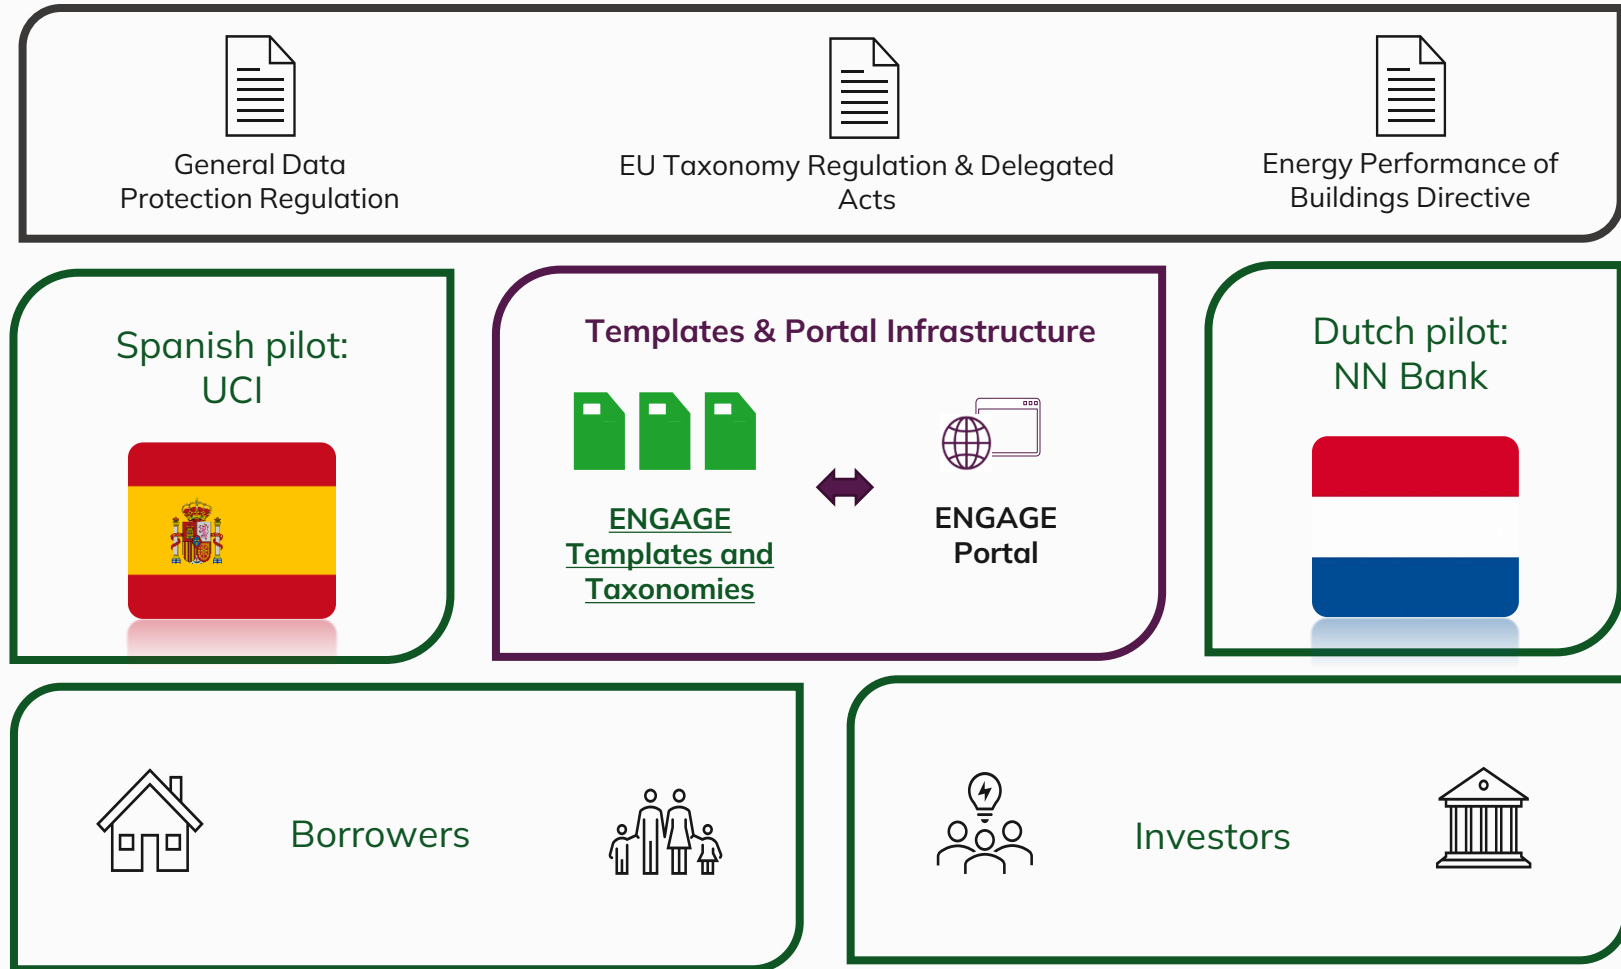 General Data
Protection Regulation
EU Taxonomy Regulation & Delegated
Acts
Energy Performance of
Buildings Directive
Spanish pilot:
UCI
Templates & Portal Infrastructure
ENGAGE
Templates and
Taxonomies
ENGAGE
Portal
Dutch pilot:
NN Bank
Borrowers
Investors